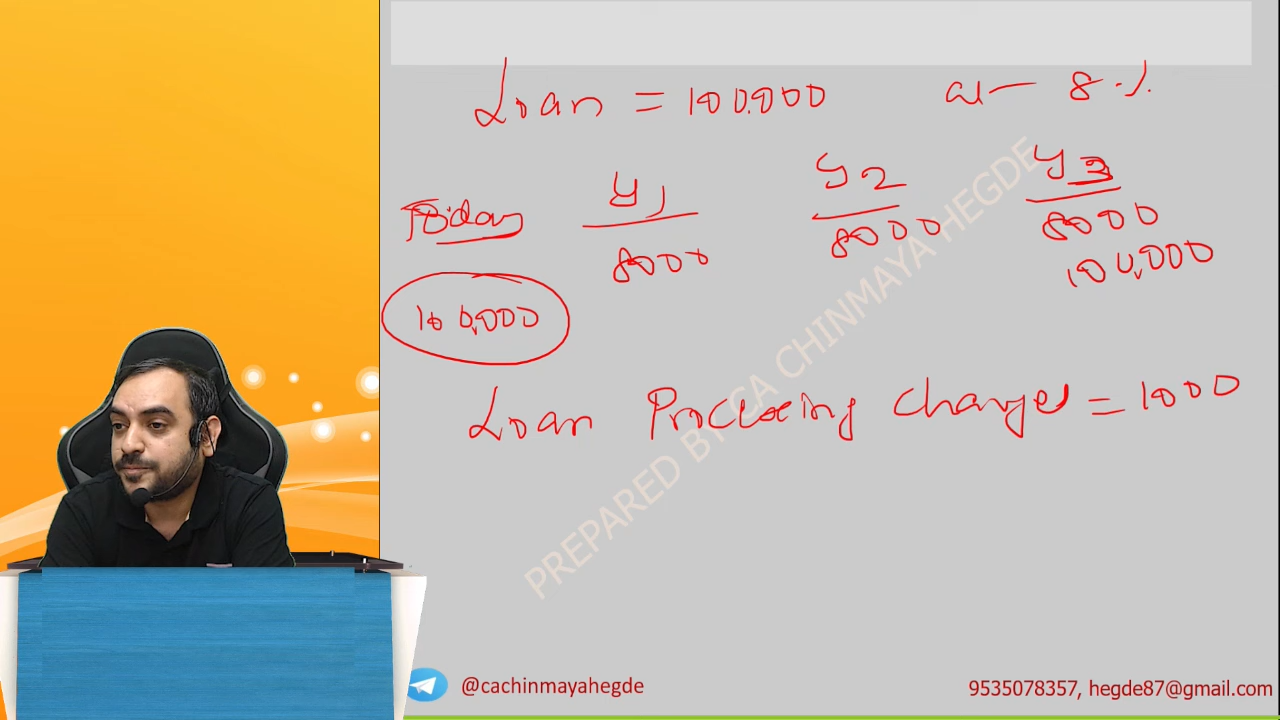 Loan = 100,000 at 8%
Today Y1 Y2 Y3
8000 8000 8000
100,000 100,000
Loan Processing Charges = 1000
PREPARED BY CA CHINMAYA HEGDE
@cachinmayahegde
9535078357, hegde87@gmail.com